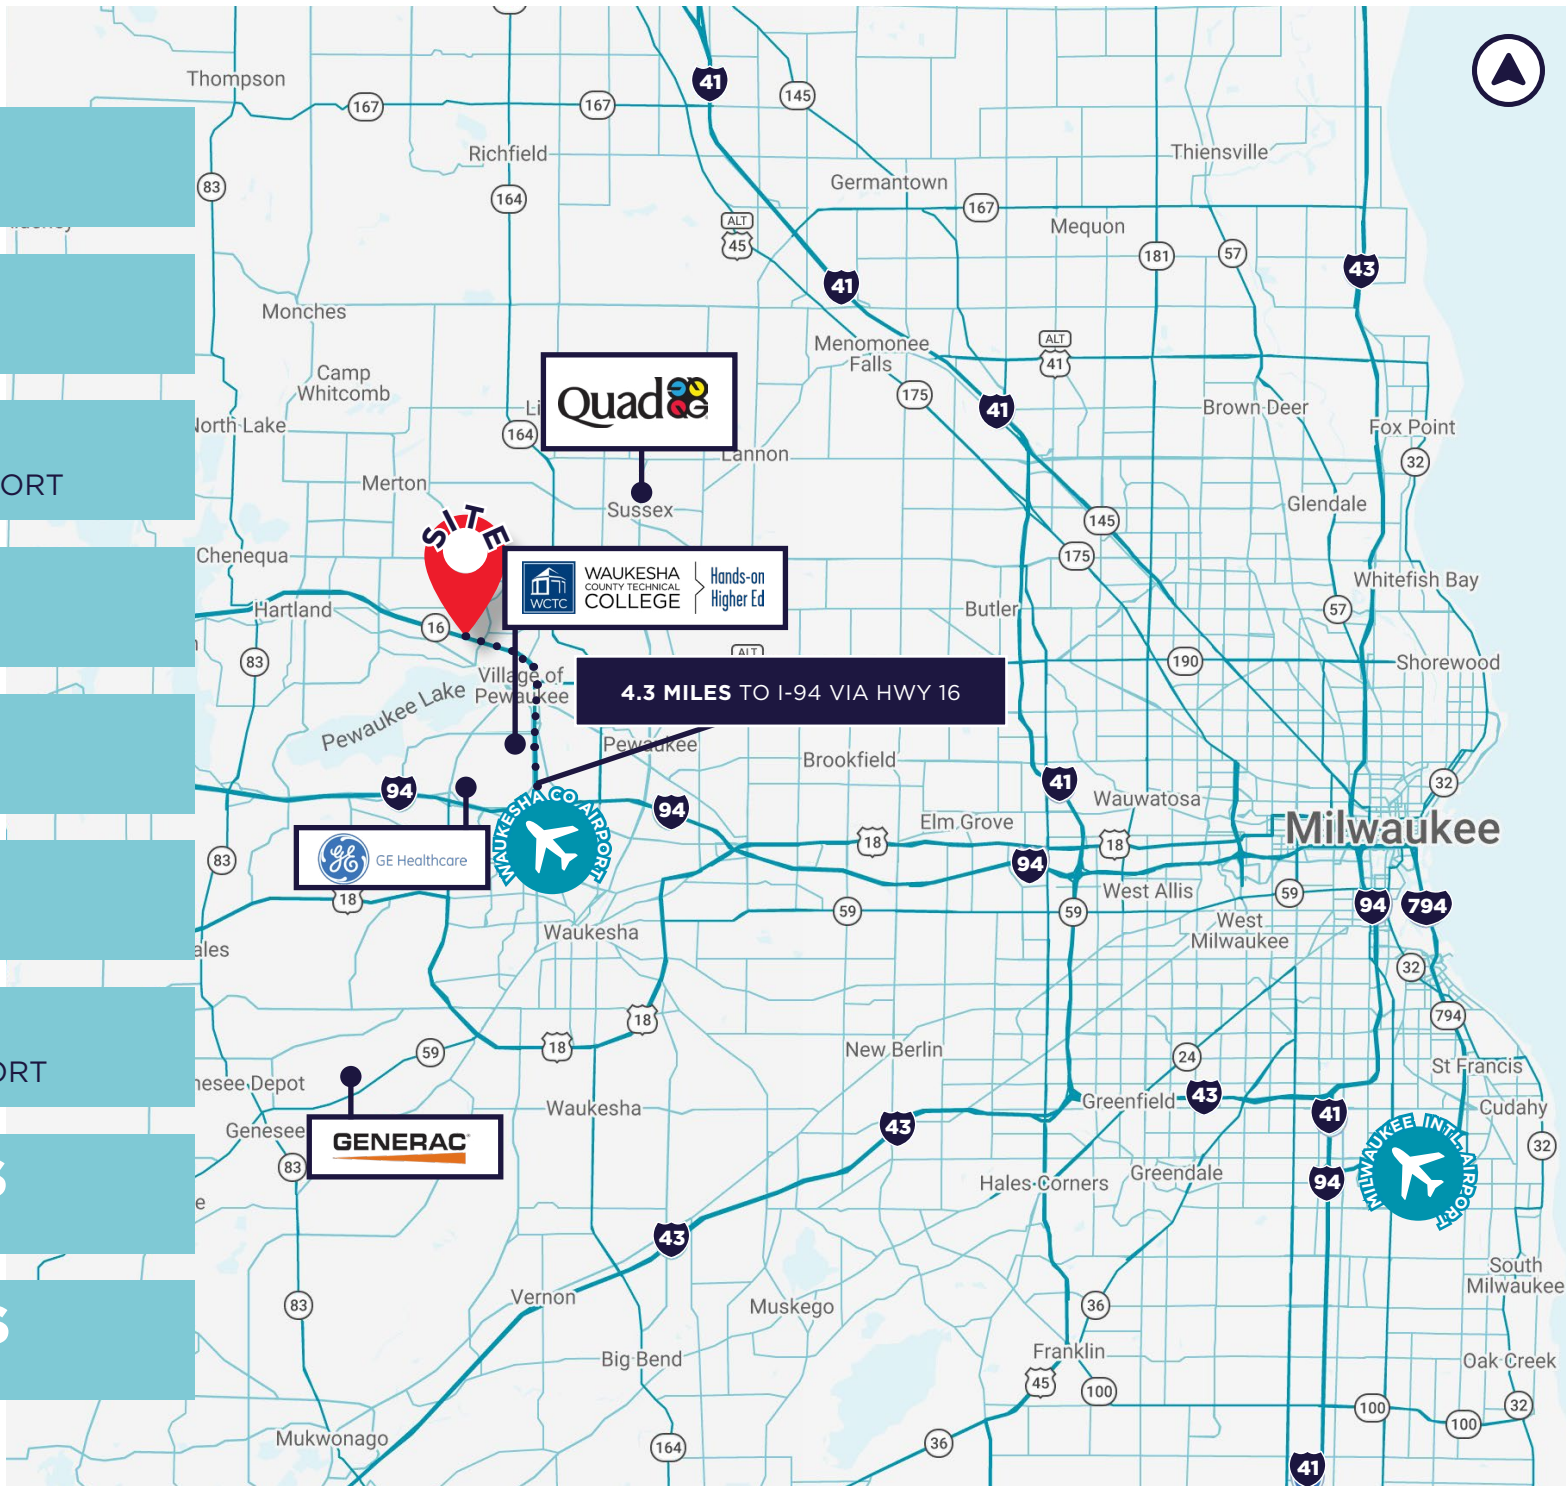 41
Thompson
145
167
167
Richfield
Thiensville
Germantown
83
164
167
ALT
45
Mequon
181
57
43
41
Monches
Menomonee
Falls
ALT
41
Camp
Whitcomb
Quad
175
41
Brown Deer
North Lake
Li
164
Fox Point
Lannon
32
Merton
ORT
Sussex
Glendale
SITE
145
Chenequa
175
WCTC
WAUKESHA
COUNTY TECHNICAL
COLLEGE
Hands-on
Higher Ed
Whitefish Bay
Hartland
Butler
57
16
83
ALT
190
Shorewood
Village of
Pewaukee
4.3 MILES TO I-94 VIA HWY 16
Pewaukee Lake
Pewaukee
Brookfield
94
41
32
WAUKESHA CO AIRPORT
94
Wauwatosa
Elm Grove
Milwaukee
18
18
83
GE Healthcare
94
West Allis
18
59
59
59
94
794
West
Milwaukee
Waukesha
ales
32
18
794
18
59
New Berlin
24
St Francis
ORT
nesee Depot
Waukesha
Greenfield
43
41
Cudahy
43
Genesee
GENERAC
MILWAUKEE INTL. AIRPORT
32
83
Hales Corners
Greendale
94
S
e
43
South
Milwaukee
Vernon
83
Muskego
36
S
Franklin
Big Bend
Oak Creek
45
100
100
100
32
Mukwonago
164
36
41